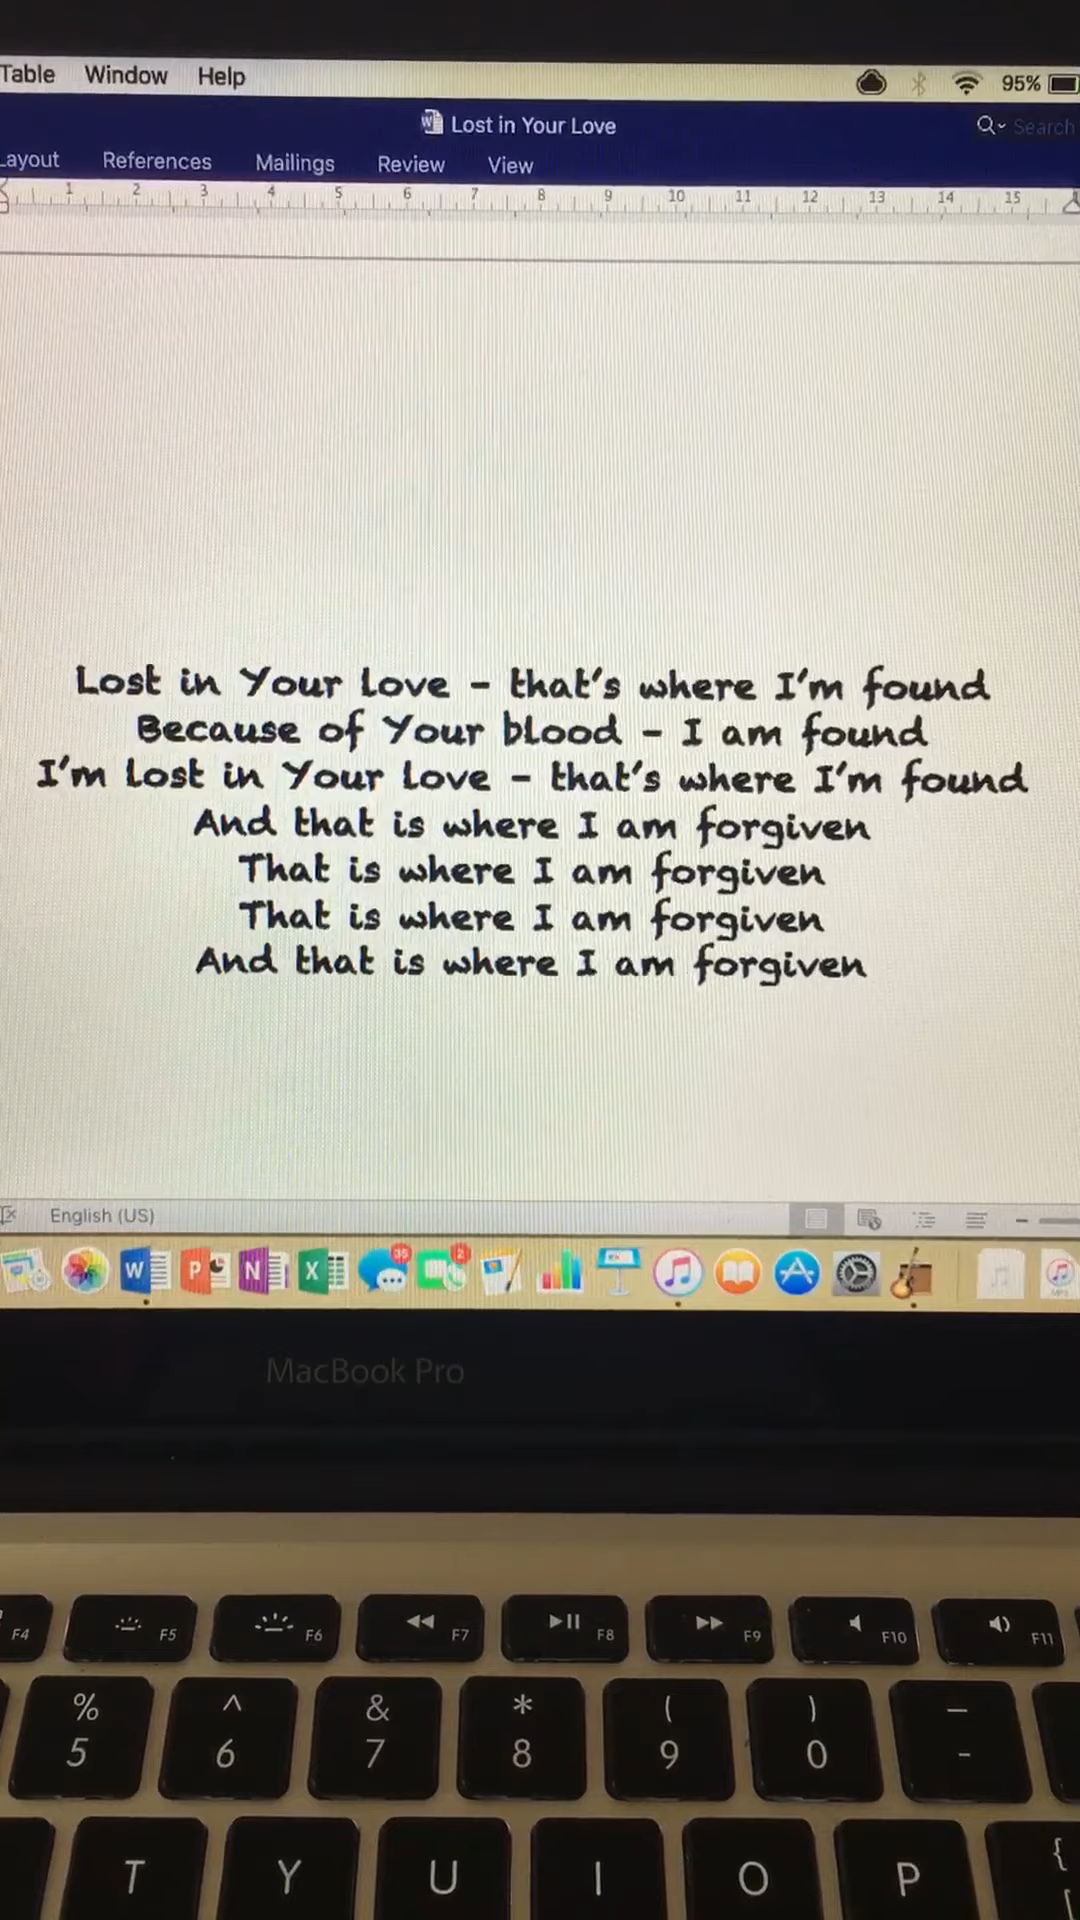 Table Window Help 95%
Lost in Your Love Search
Layout References Mailings Review View
1 2 3 4 5 6 7 8 9 10 11 12 13 14 15
Lost in Your love - that's where I'm found
Because of Your blood - I am found
I'm lost in Your love - that's where I'm found
And that is where I am forgiven
That is where I am forgiven
That is where I am forgiven
And that is where I am forgiven
English (US)
W P N X 35 2
MacBook Pro
F4 F5 F6 F7 F8 F9 F10 F11
% ^ & * ( ) —
5 6 7 8 9 0 -
{
T Y U I O P [